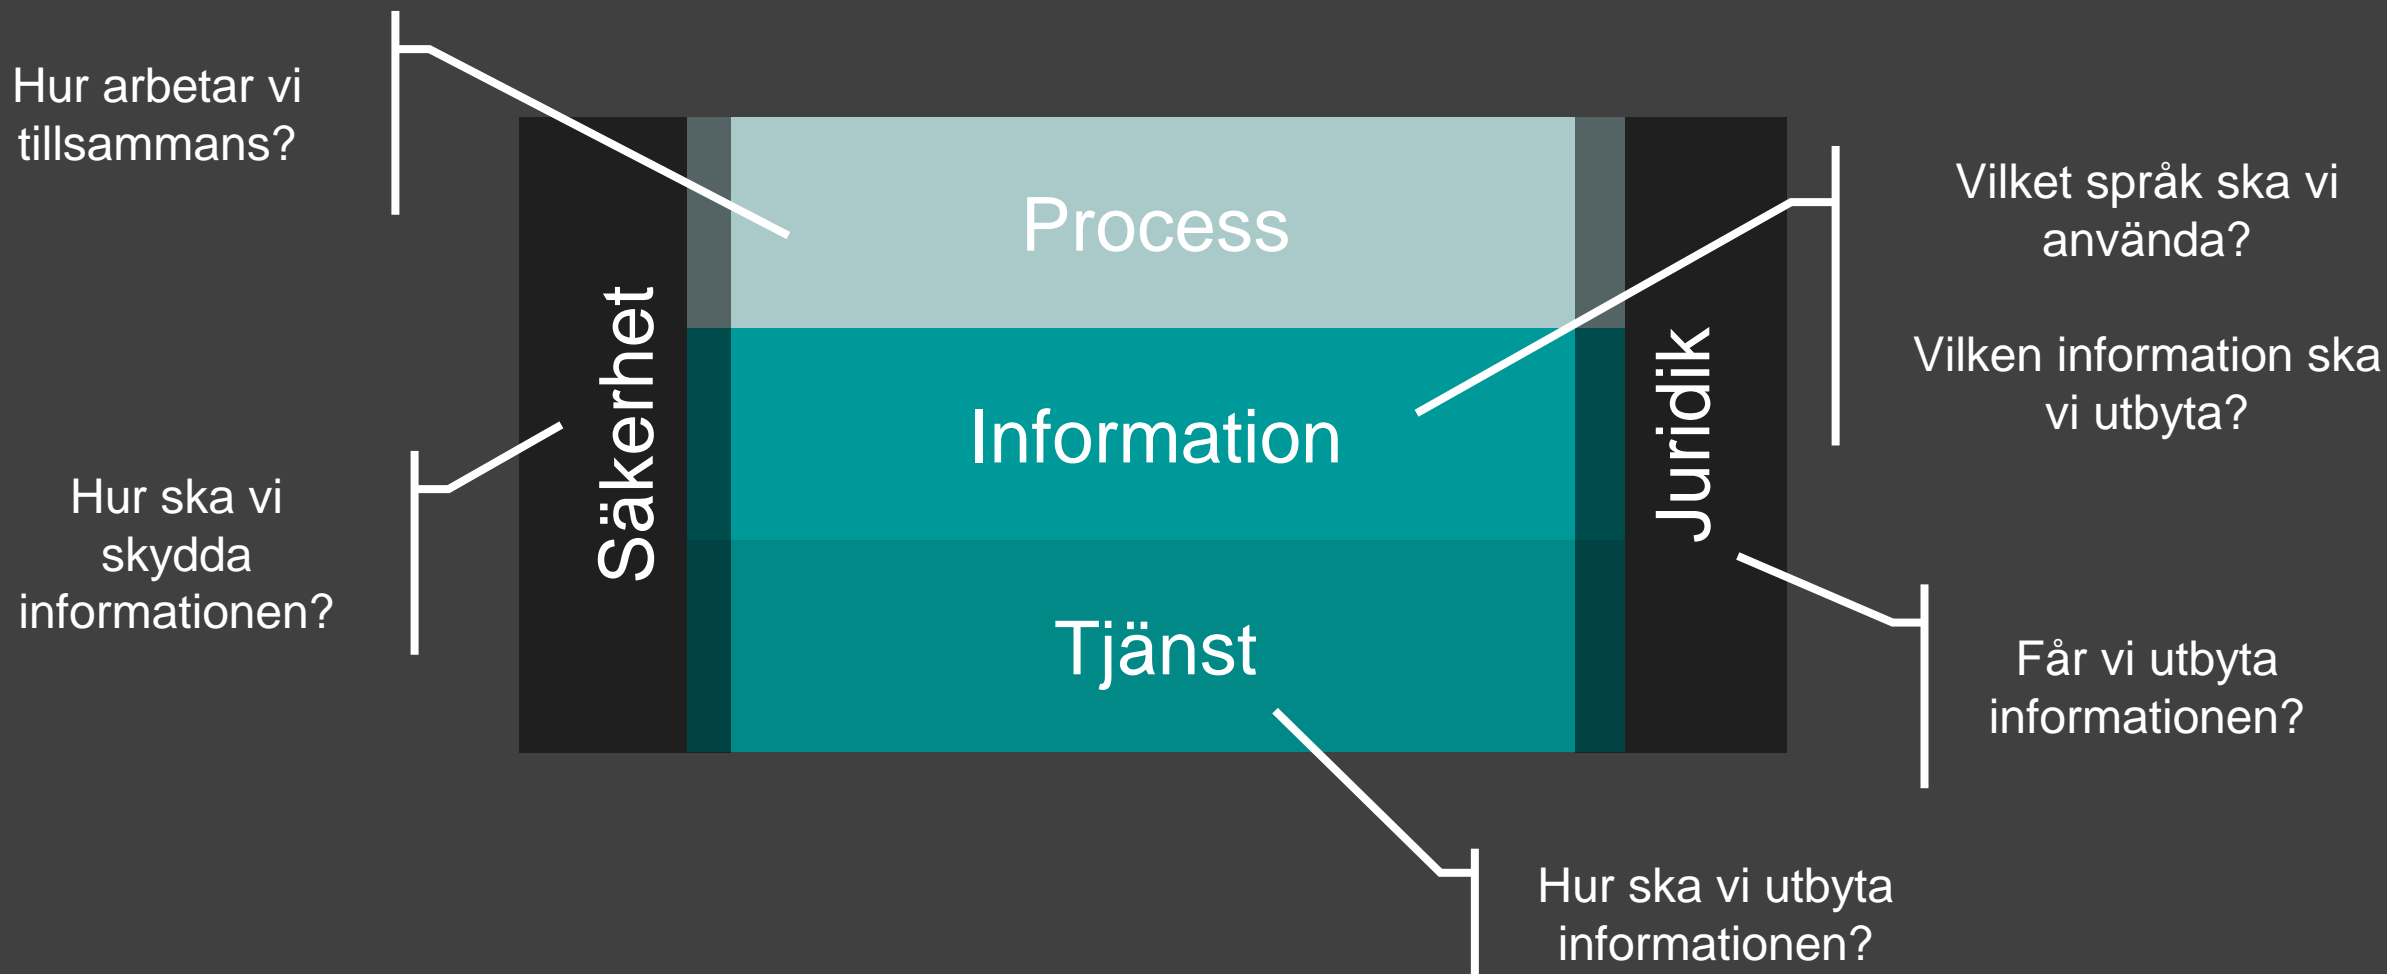 Hur arbetar vi
tillsammans?
Hur ska vi
skydda
informationen?
Säkerhet
Process
Information
Tjänst
Juridik
Vilket språk ska vi
använda?
Vilken information ska
vi utbyta?
Får vi utbyta
informationen?
Hur ska vi utbyta
informationen?